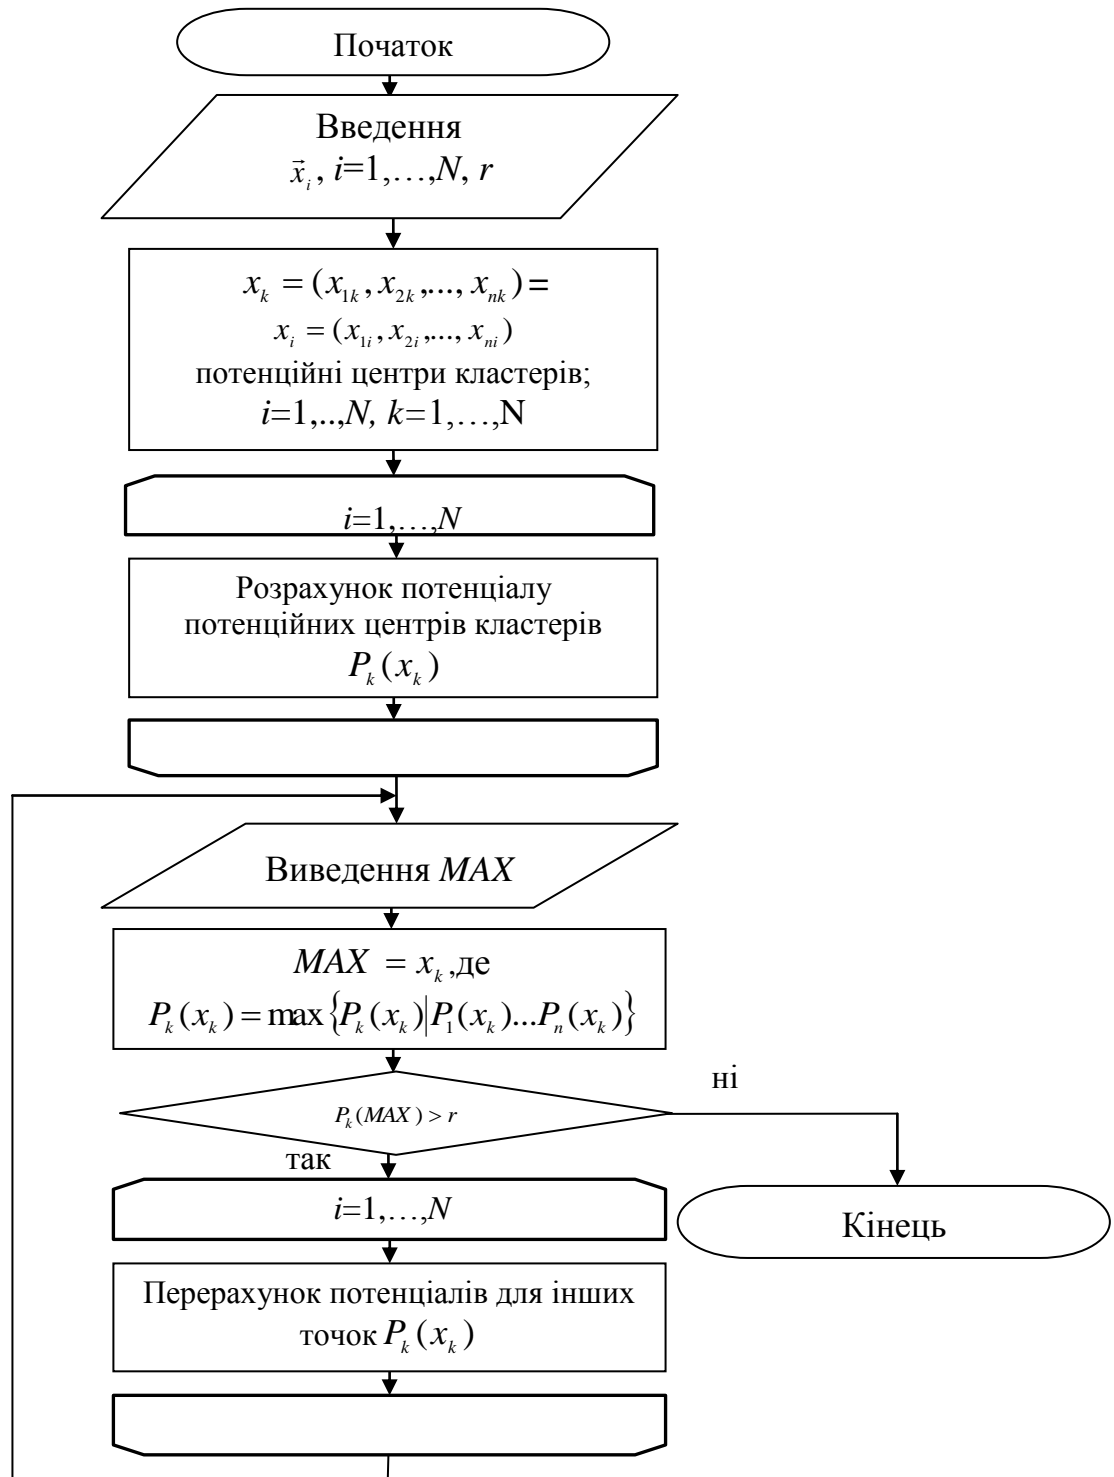 Початок
Введення
x⃗ᵢ, i=1,…,N, r
xₖ = (x₁ₖ, x₂ₖ,..., xₙₖ)=
xᵢ = (x₁ᵢ, x₂ᵢ,..., xₙᵢ)
потенційні центри кластерів;
i=1,..,N, k=1,…,N
i=1,…,N
Розрахунок потенціалу
потенційних центрів кластерів
Pₖ(xₖ)
Виведення MAX
MAX = xₖ,де
Pₖ(xₖ) = max{Pₖ(xₖ)|P₁(xₖ)...Pₙ(xₖ)}
ні
Pₖ(MAX) > r
так
i=1,…,N
Кінець
Перерахунок потенціалів для інших
точок Pₖ(xₖ)